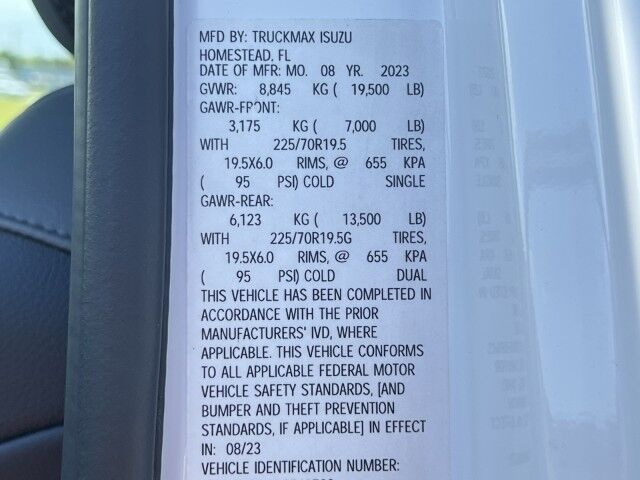 MFD BY: TRUCKMAX ISUZU
HOMESTEAD, FL
DATE OF MFR: MO. 08 YR. 2023
GVWR: 8,845 KG ( 19,500 LB)
GAWR-FRONT:
3,175 KG ( 7,000 LB)
WITH 225/70R19.5 TIRES,
19.5X6.0 RIMS, @ 655 KPA
( 95 PSI) COLD SINGLE
GAWR-REAR:
6,123 KG ( 13,500 LB)
WITH 225/70R19.5G TIRES,
19.5X6.0 RIMS, @ 655 KPA
( 95 PSI) COLD DUAL
THIS VEHICLE HAS BEEN COMPLETED IN
ACCORDANCE WITH THE PRIOR
MANUFACTURERS' IVD, WHERE
APPLICABLE. THIS VEHICLE CONFORMS
TO ALL APPLICABLE FEDERAL MOTOR
VEHICLE SAFETY STANDARDS, [AND
BUMPER AND THEFT PREVENTION
STANDARDS, IF APPLICABLE] IN EFFECT
IN: 08/23
VEHICLE IDENTIFICATION NUMBER: